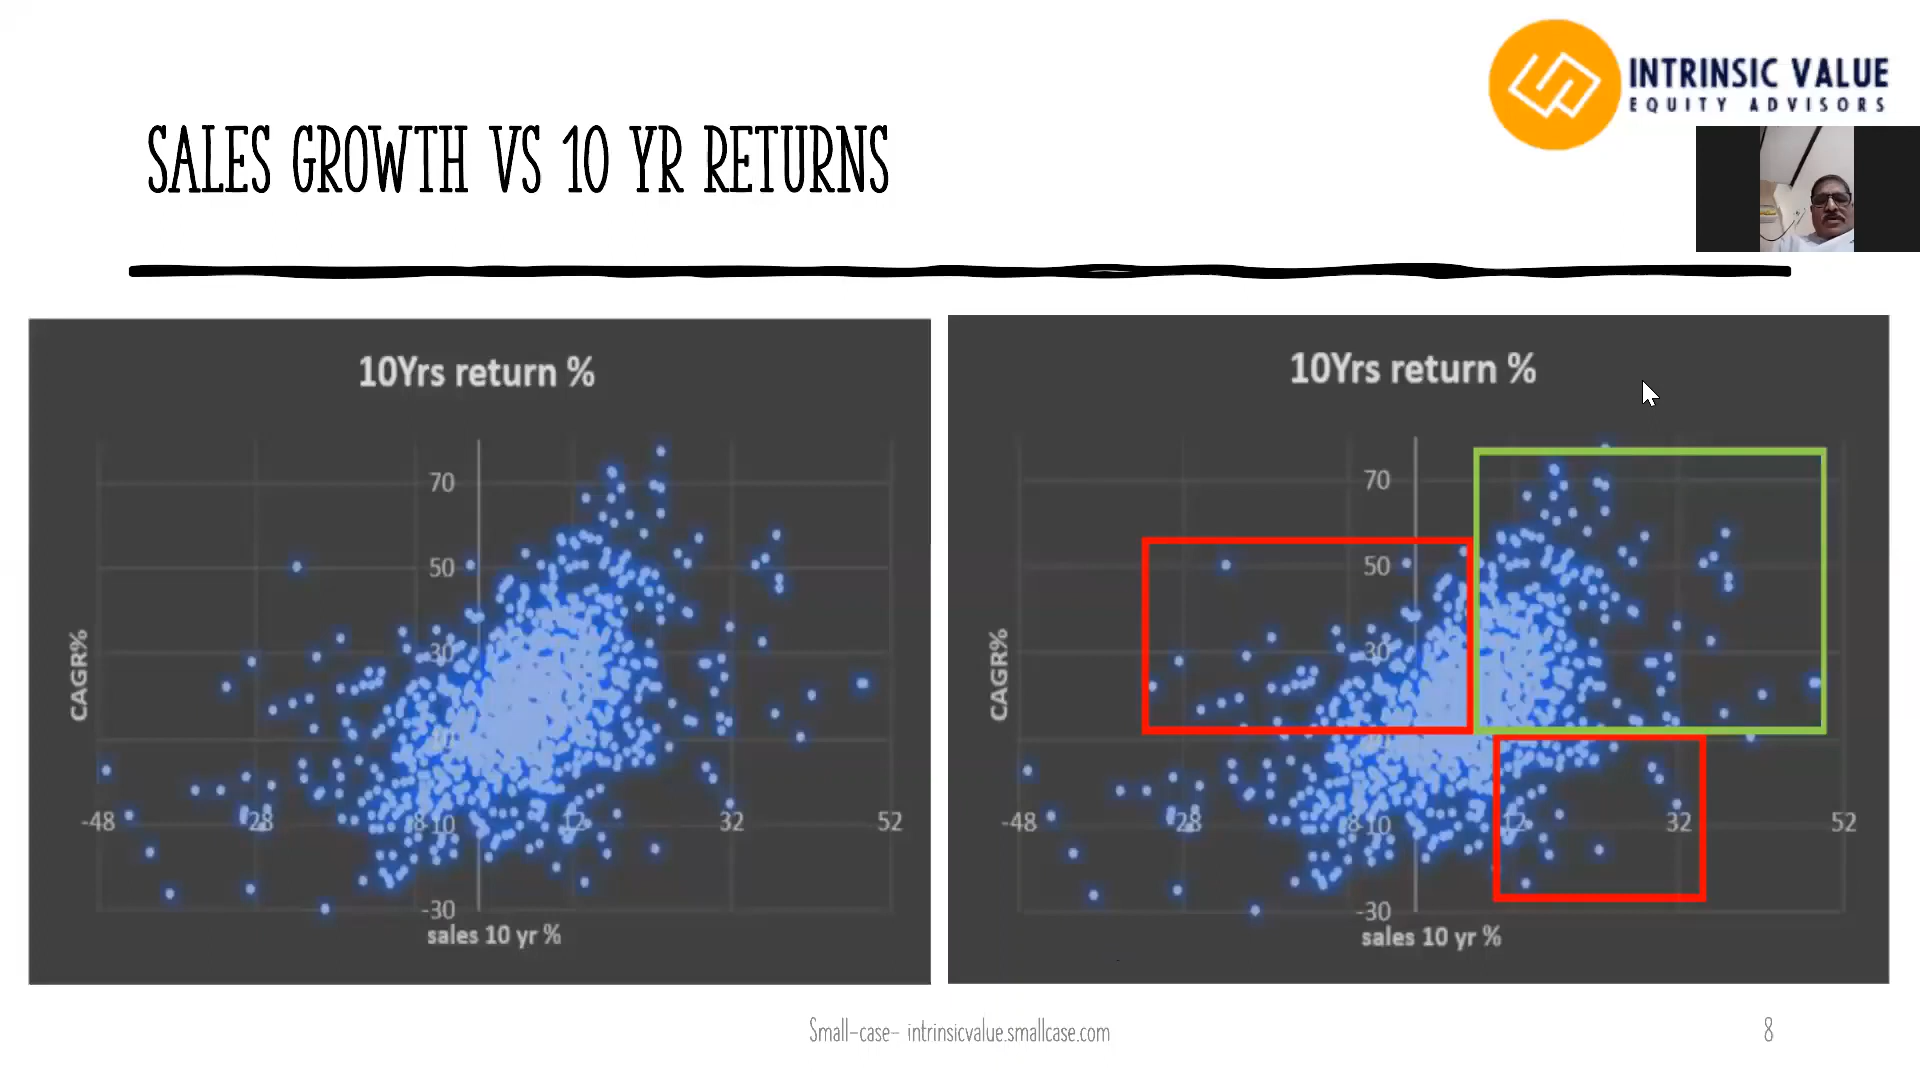 INTRINSIC VALUE
EQUITY ADVISORS
SALES GROWTH VS 10 YR RETURNS
10Yrs return %
70
50
30
10
-10
-30
-48
-28
-8
12
32
52
CAGR%
sales 10 yr %
10Yrs return %
70
50
30
10
-10
-30
-48
-28
-8
12
32
52
CAGR%
sales 10 yr %
Small-case- intrinsicvalue.smallcase.com
8